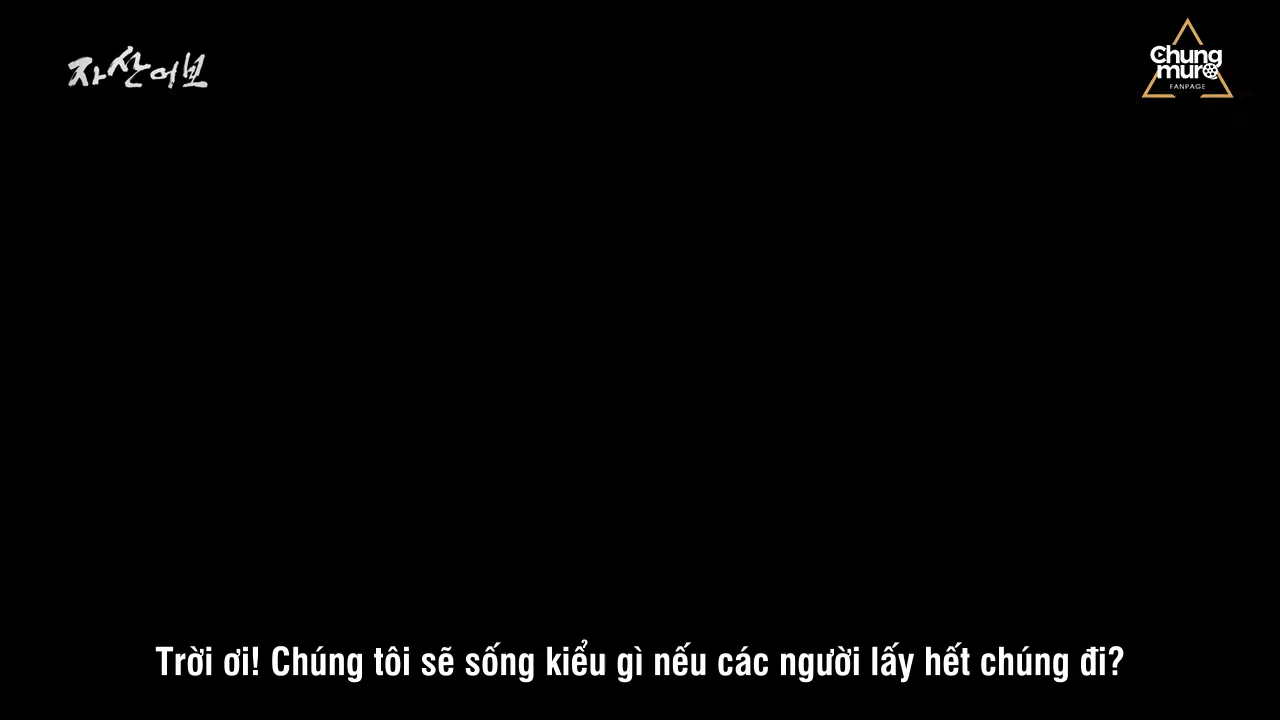 자산어보
Chung
muro
FANPAGE
Trời ơi! Chúng tôi sẽ sống kiểu gì nếu các người lấy hết chúng đi?